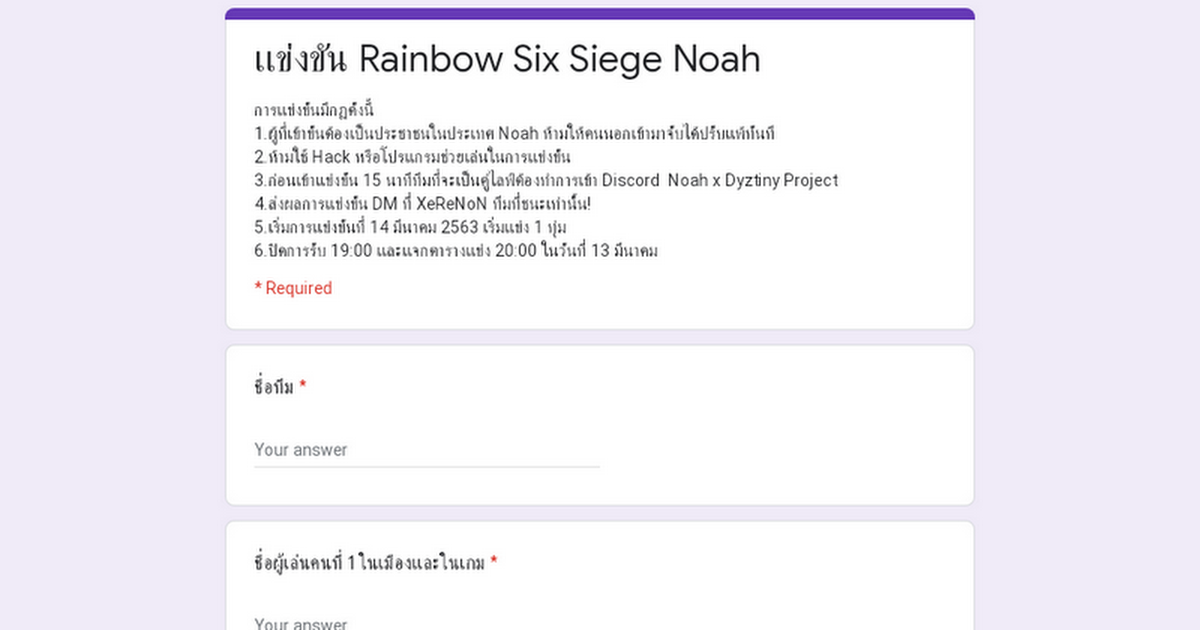 แข่งขัน Rainbow Six Siege Noah
การแข่งขันมีกฎดังนี้
1.ผู้ที่เข้าขันต้องเป็นประชาชนในประเทศ Noah ห้ามให้คนนอกเข้ามาจับได้ปรับแพ้ทันที
2.ห้ามใช้ Hack หรือโปรแกรมช่วยเล่นในการแข่งขัน
3.ก่อนเข้าแข่งขัน 15 นาทีทีมที่จะเป็นคู่ไลฟ์ต้องทำการเข้า Discord Noah x Dyztiny Project
4.ส่งผลการแข่งขัน DM ที่ XeReNoN ทีมที่ชนะเท่านั้น!
5.เริ่มการแข่งขันที่ 14 มีนาคม 2563 เริ่มแข่ง 1 ทุ่ม
6.ปิดการรับ 19:00 และแจกตารางแข่ง 20:00 ในวันที่ 13 มีนาคม
* Required
ชื่อทีม *
Your answer
ชื่อผู้เล่นคนที่ 1 ในเมืองและในเกม *
Your answer